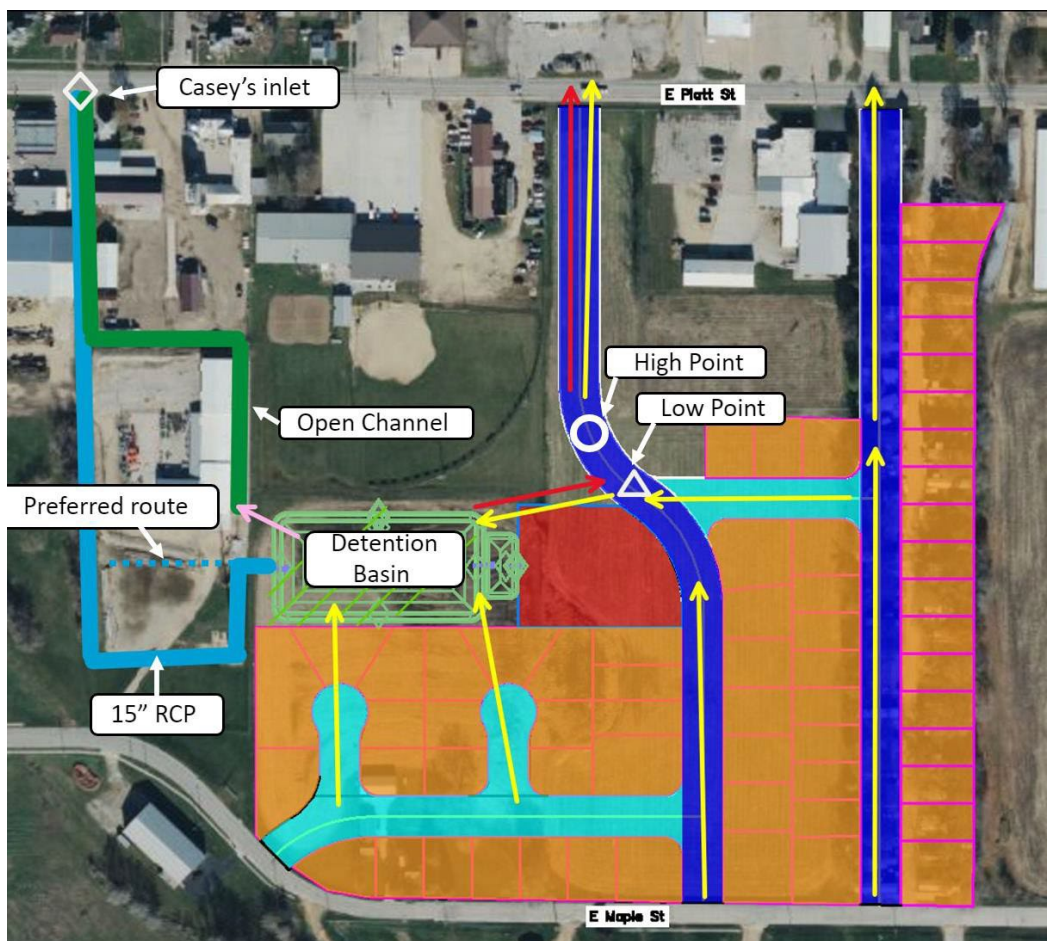 Casey's inlet
E Platt St
High Point
Low Point
Open Channel
Preferred route
Detention
Basin
15” RCP
E Maple St